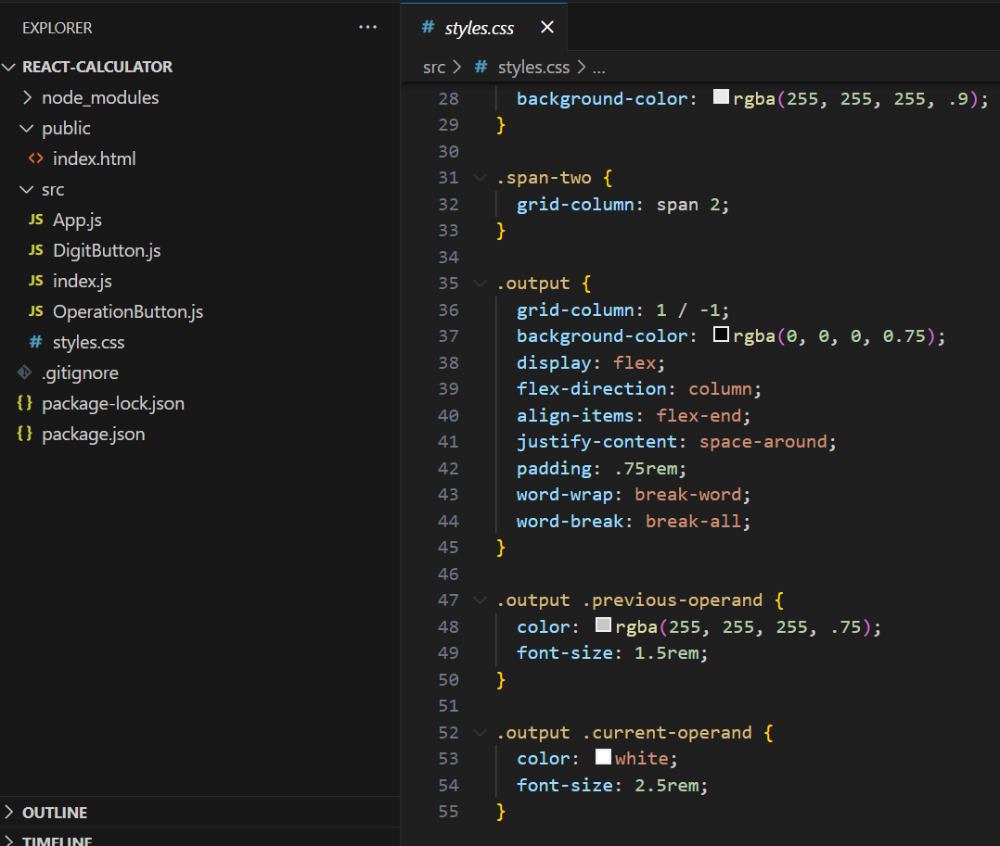 EXPLORER ...
REACT-CALCULATOR
node_modules
public
<> index.html
src
JS App.js
JS DigitButton.js
JS index.js
JS OperationButton.js
# styles.css
.gitignore
{} package-lock.json
{} package.json
OUTLINE
TIMELINE
# styles.css ×
src > # styles.css > ...
28 background-color: rgba(255, 255, 255, .9);
29 }
30
31 .span-two {
32 grid-column: span 2;
33 }
34
35 .output {
36 grid-column: 1 / -1;
37 background-color: rgba(0, 0, 0, 0.75);
38 display: flex;
39 flex-direction: column;
40 align-items: flex-end;
41 justify-content: space-around;
42 padding: .75rem;
43 word-wrap: break-word;
44 word-break: break-all;
45 }
46
47 .output .previous-operand {
48 color: rgba(255, 255, 255, .75);
49 font-size: 1.5rem;
50 }
51
52 .output .current-operand {
53 color: white;
54 font-size: 2.5rem;
55 }